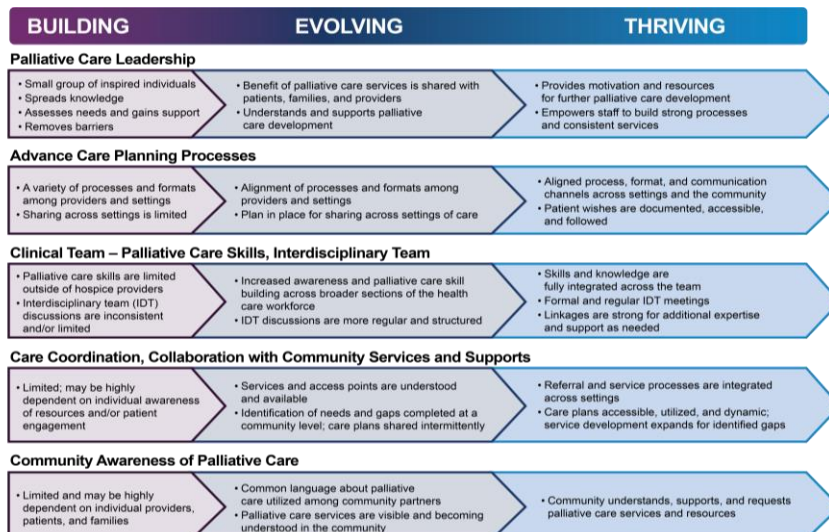 BUILDING EVOLVING THRIVING
Palliative Care Leadership
• Small group of inspired individuals
• Spreads knowledge
• Assesses needs and gains support
• Removes barriers
• Benefit of palliative care services is shared with
patients, families, and providers
• Understands and supports palliative
care development
• Provides motivation and resources
for further palliative care development
• Empowers staff to build strong processes
and consistent services
Advance Care Planning Processes
• A variety of processes and formats
among providers and settings
• Sharing across settings is limited
• Alignment of processes and formats among
providers and settings
• Plan in place for sharing across settings of care
• Aligned process, format, and communication
channels across settings and the community
• Patient wishes are documented, accessible,
and followed
Clinical Team – Palliative Care Skills, Interdisciplinary Team
• Palliative care skills are limited
outside of hospice providers
• Interdisciplinary team (IDT)
discussions are inconsistent
and/or limited
• Increased awareness and palliative care skill
building across broader sections of the health
care workforce
• IDT discussions are more regular and structured
• Skills and knowledge are
fully integrated across the team
• Formal and regular IDT meetings
• Linkages are strong for additional expertise
and support as needed
Care Coordination, Collaboration with Community Services and Supports
• Limited; may be highly
dependent on individual awareness
of resources and/or patient
engagement
• Services and access points are understood
and available
• Identification of needs and gaps completed at a
community level; care plans shared intermittently
• Referral and service processes are integrated
across settings
• Care plans accessible, utilized, and dynamic;
service development expands for identified gaps
Community Awareness of Palliative Care
• Limited and may be highly
dependent on individual providers,
patients, and families
• Common language about palliative
care utilized among community partners
• Palliative care services are visible and becoming
understood in the community
• Community understands, supports, and requests
palliative care services and resources